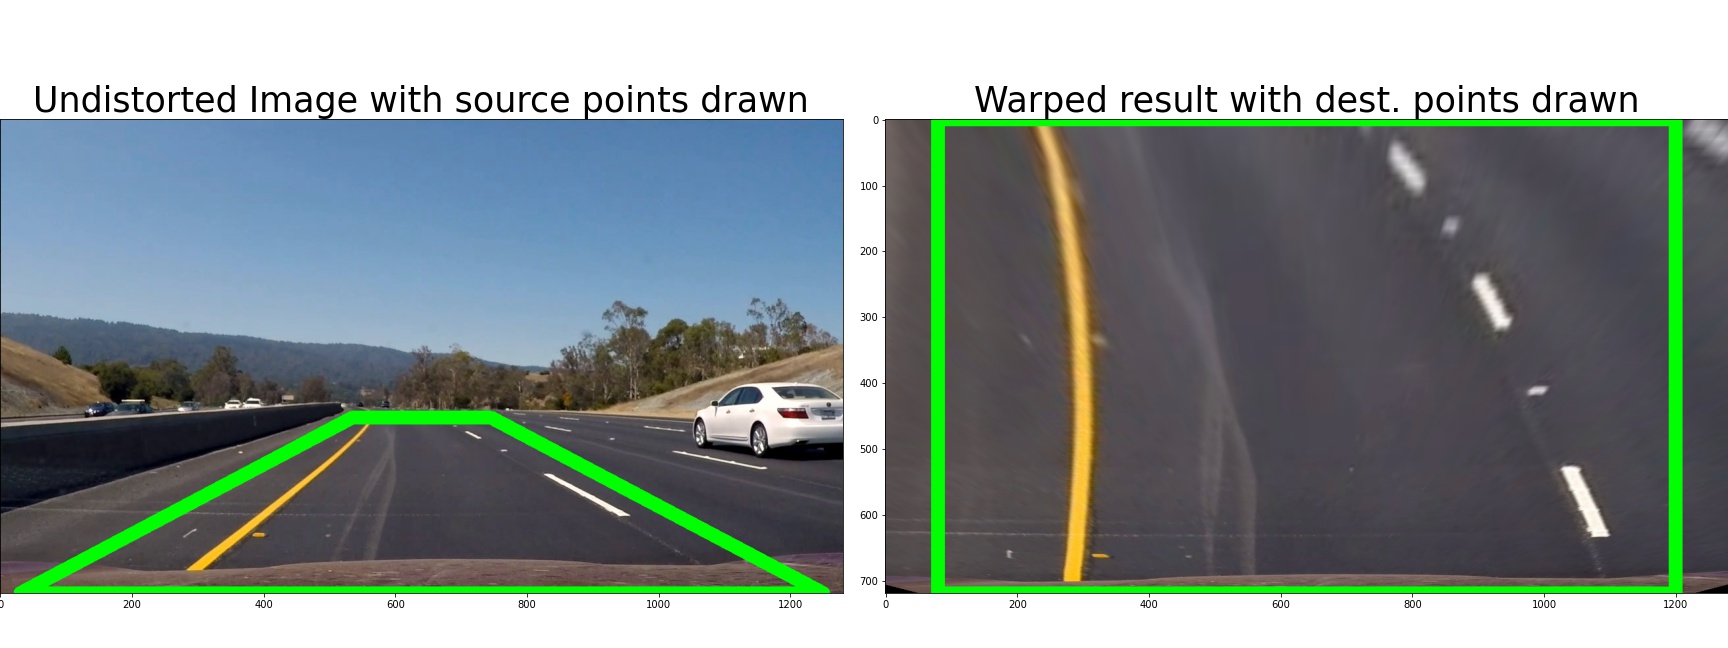 Undistorted Image with source points drawn
Warped result with dest. points drawn
0
100
200
300
400
500
600
700
0 200 400 600 800 1000 1200
0 200 400 600 800 1000 1200